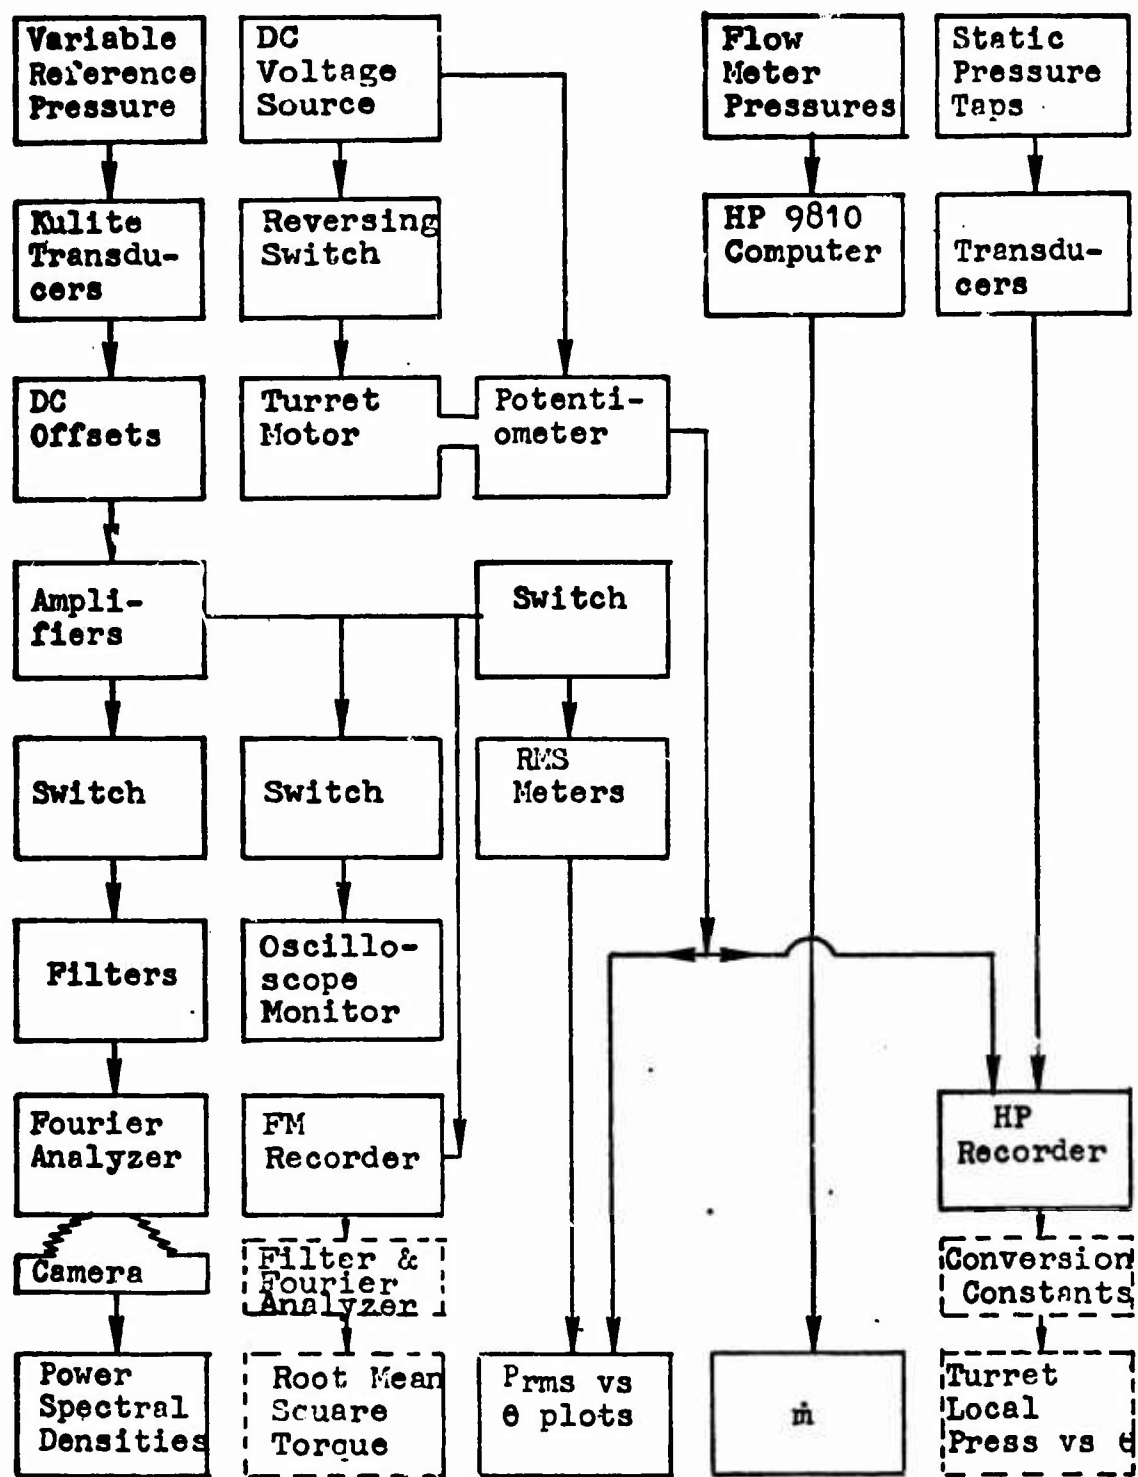 Variable
Reference
Pressure
DC
Voltage
Source
Flow
Meter
Pressures
Static
Pressure
Taps
Kulite
Transdu-
cers
Reversing
Switch
HP 9810
Computer
Transdu-
cers
DC
Offsets
Turret
Motor
Potenti-
ometer
Ampli-
fiers
Switch
Switch
Switch
RMS
Meters
Filters
Oscillo-
scope
Monitor
Fourier
Analyzer
FM
Recorder
HP
Recorder
Camera
Filter &
Fourier
Analyzer
Conversion
Constants
Power
Spectral
Densities
Root Mean
Square
Torque
Prms vs
θ plots
ṁ
Turret
Local
Press vs θ